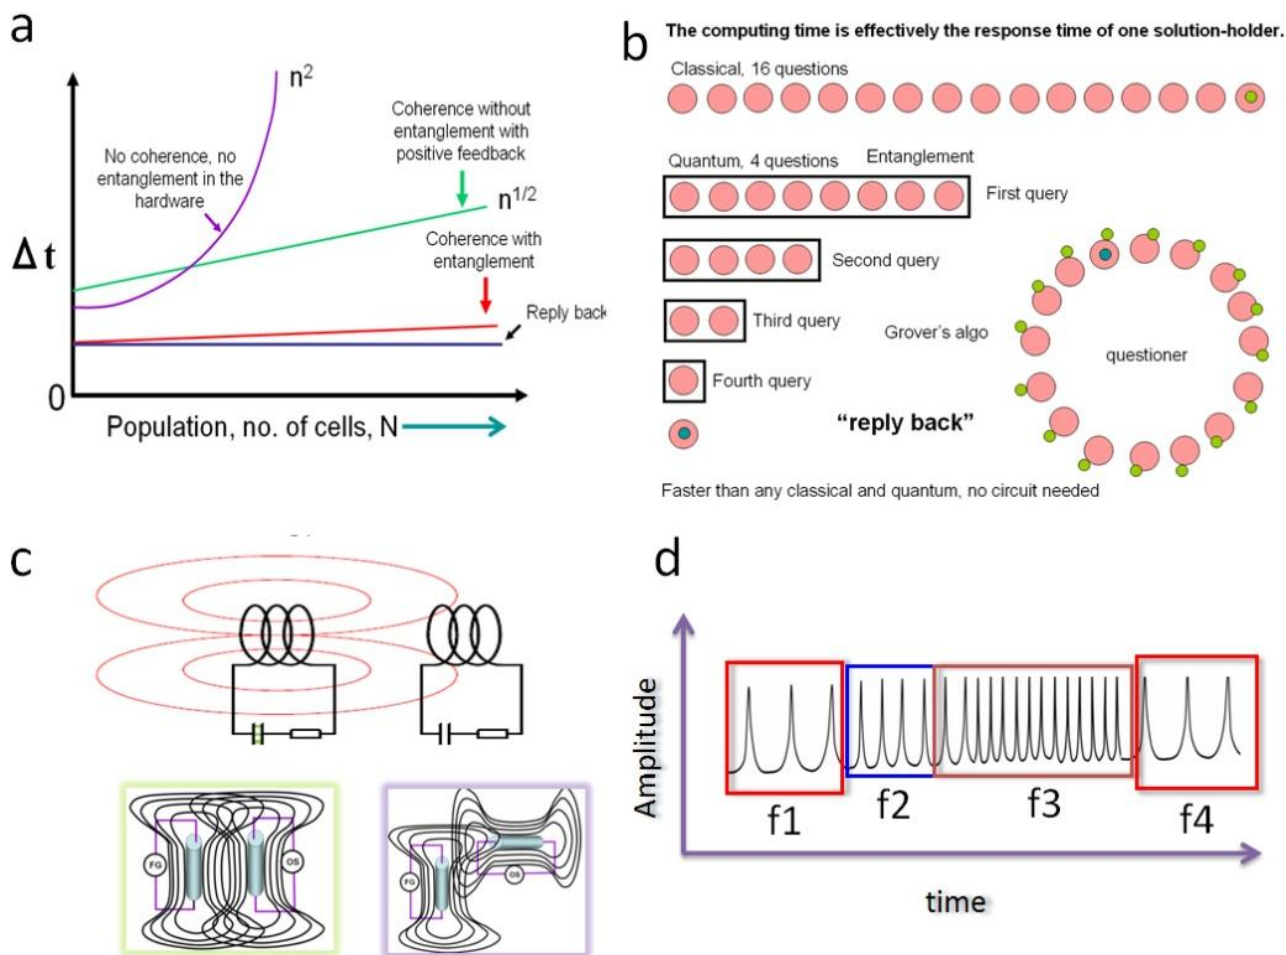 a
n²
Coherence without
entanglement with
positive feedback
No coherence, no
entanglement in the
hardware
n^1/2
Δt
Coherence with
entanglement
Reply back
0
Population, no. of cells, N
b
The computing time is effectively the response time of one solution-holder.
Classical, 16 questions
Quantum, 4 questions Entanglement
First query
Second query
Third query
Grover's algo
questioner
Fourth query
"reply back"
Faster than any classical and quantum, no circuit needed
c
FG
OS
FG
OS
d
Amplitude
f1
f2
f3
f4
time